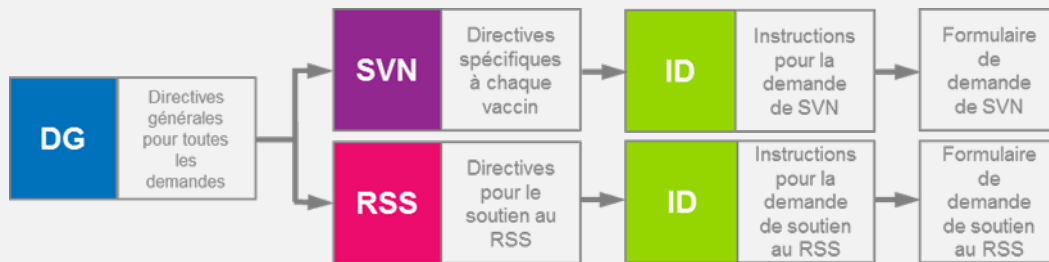 DG
Directives
générales
pour toutes
les
demandes
SVN
Directives
spécifiques
à chaque
vaccin
ID
Instructions
pour la
demande
de SVN
Formulaire
de
demande
de SVN
RSS
Directives
pour le
soutien au
RSS
ID
Instructions
pour la
demande
de soutien
au RSS
Formulaire
de
demande
de soutien
au RSS